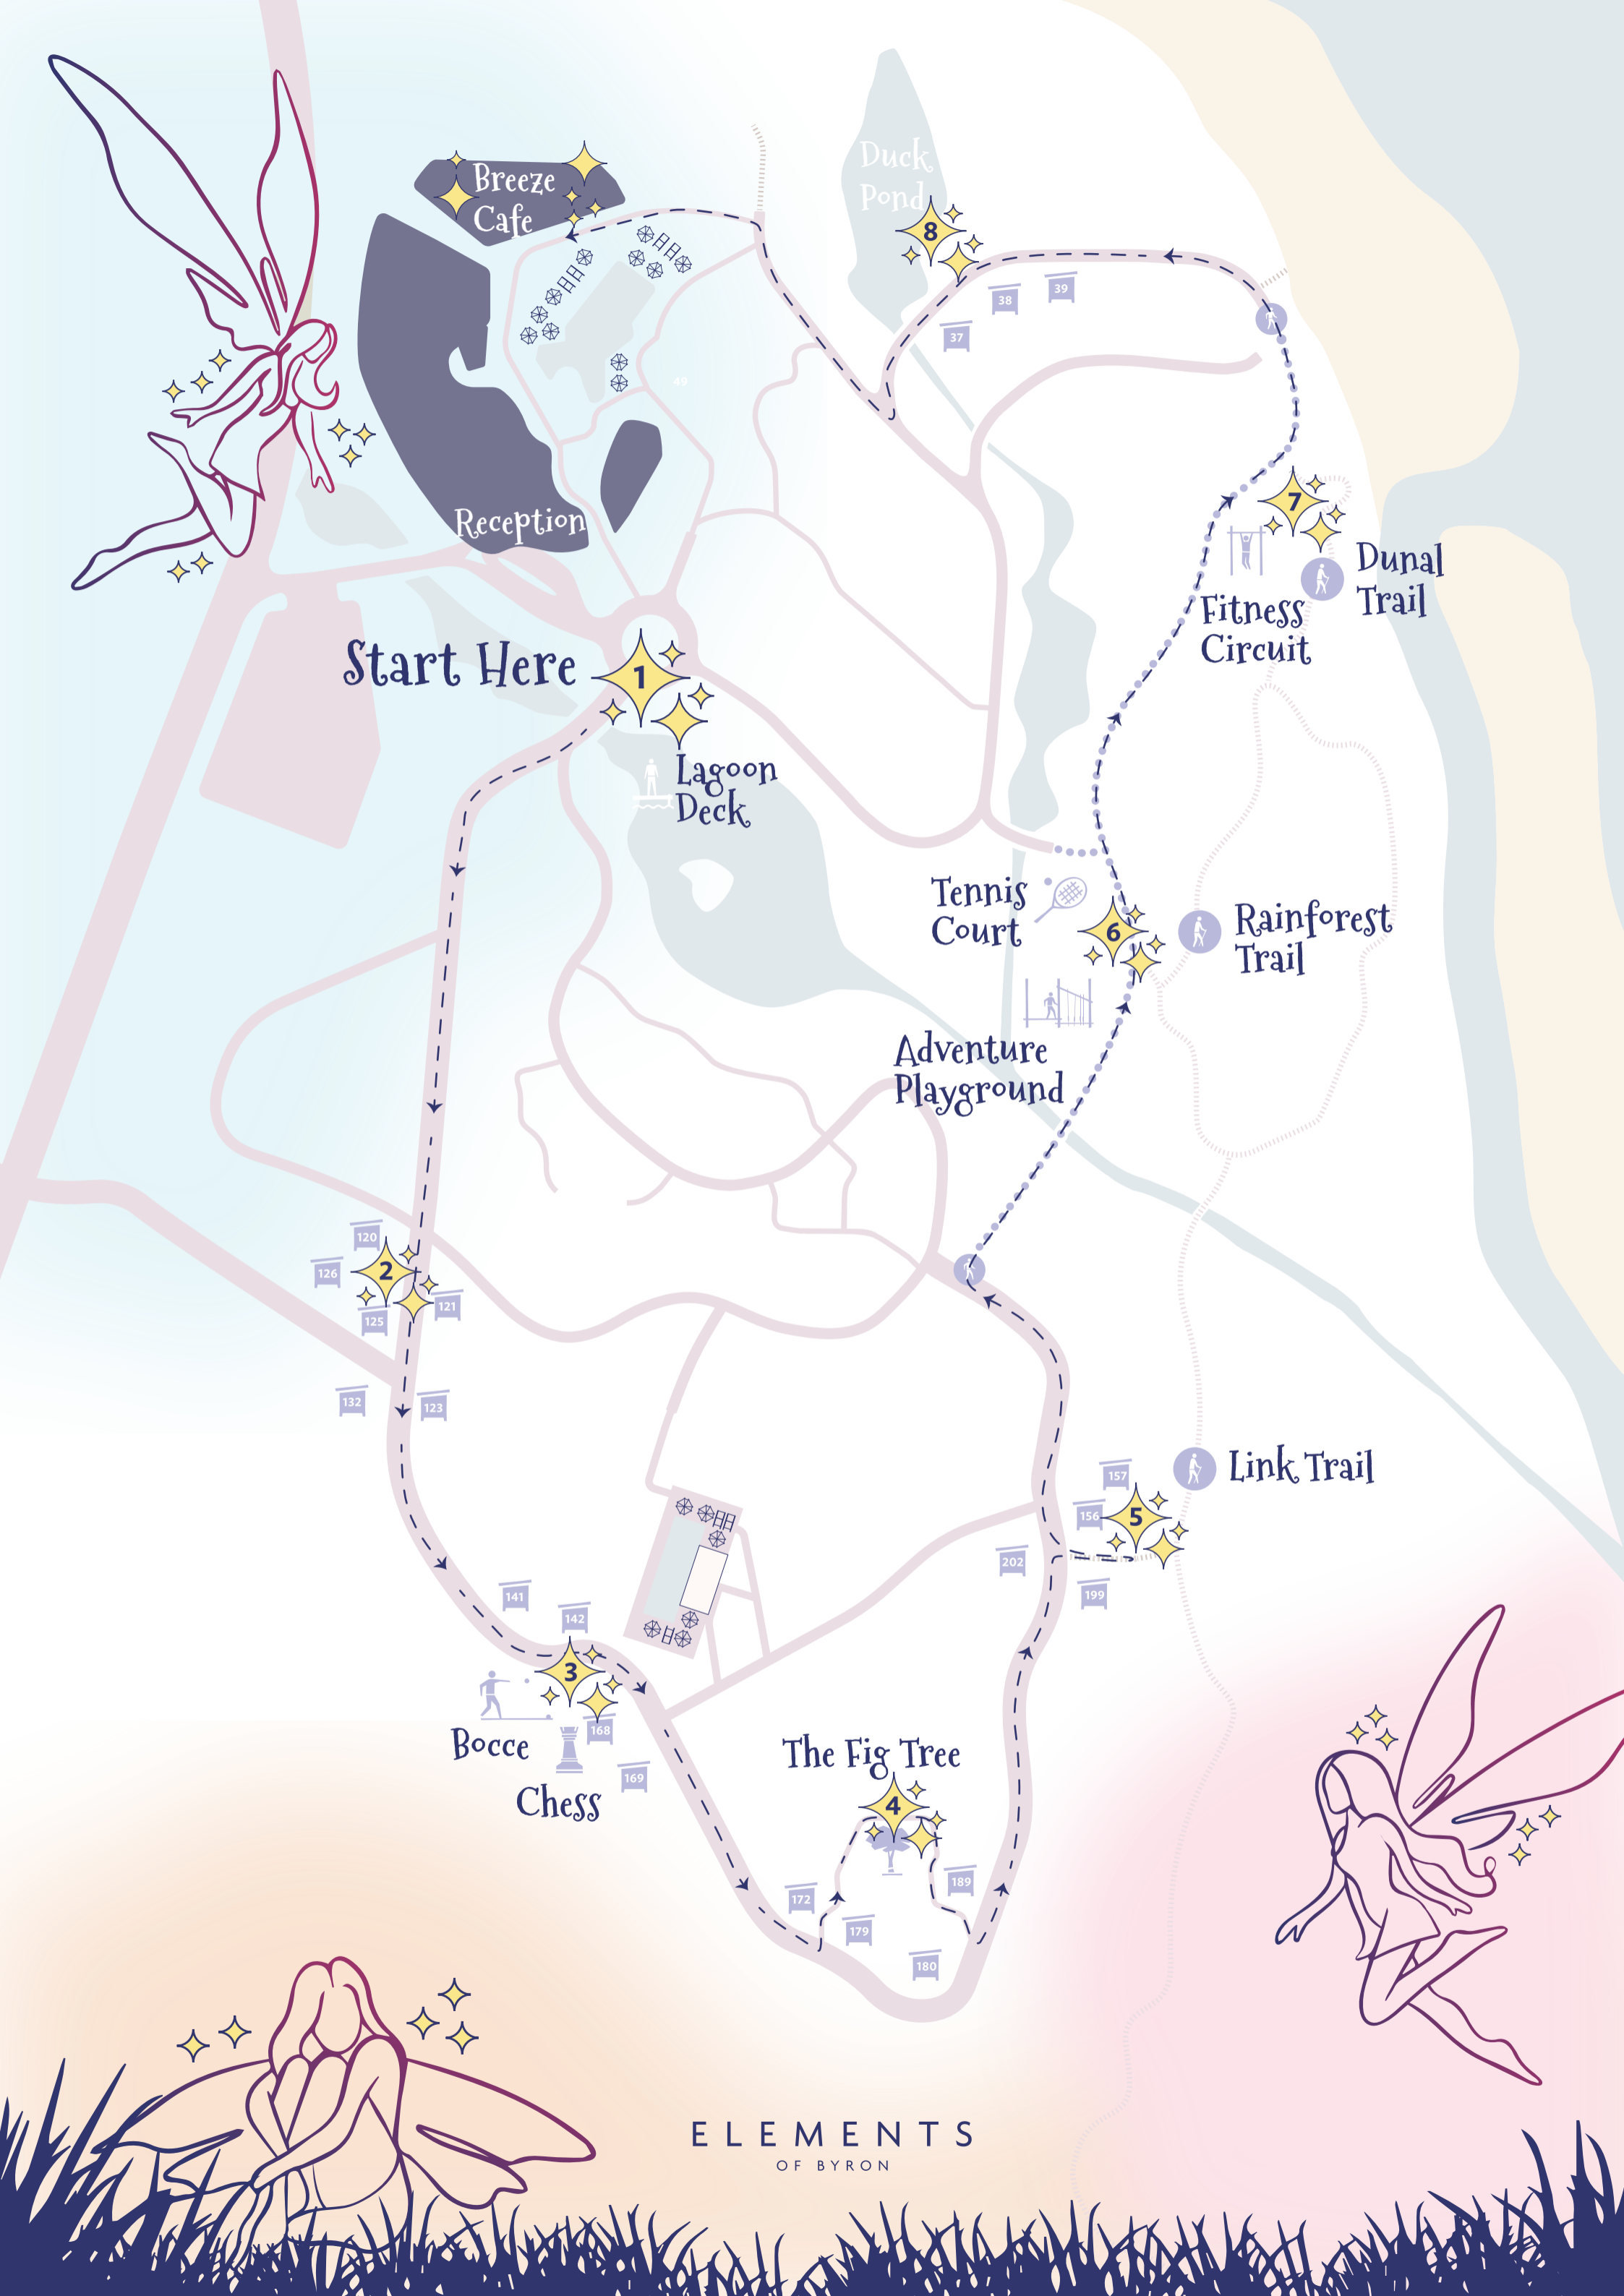 Breeze
Cafe
Duck
Pond
8
38
39
37
49
7
Reception
Dunal
Trail
Fitness
Circuit
Start Here
1
Lagoon
Deck
Tennis
Court
6
Rainforest
Trail
Adventure
Playground
120
126
2
121
125
132
123
157
Link Trail
156
5
202
199
141
142
3
168
Bocce
169
Chess
The Fig Tree
4
172
189
179
180
ELEMENTS
OF BYRON